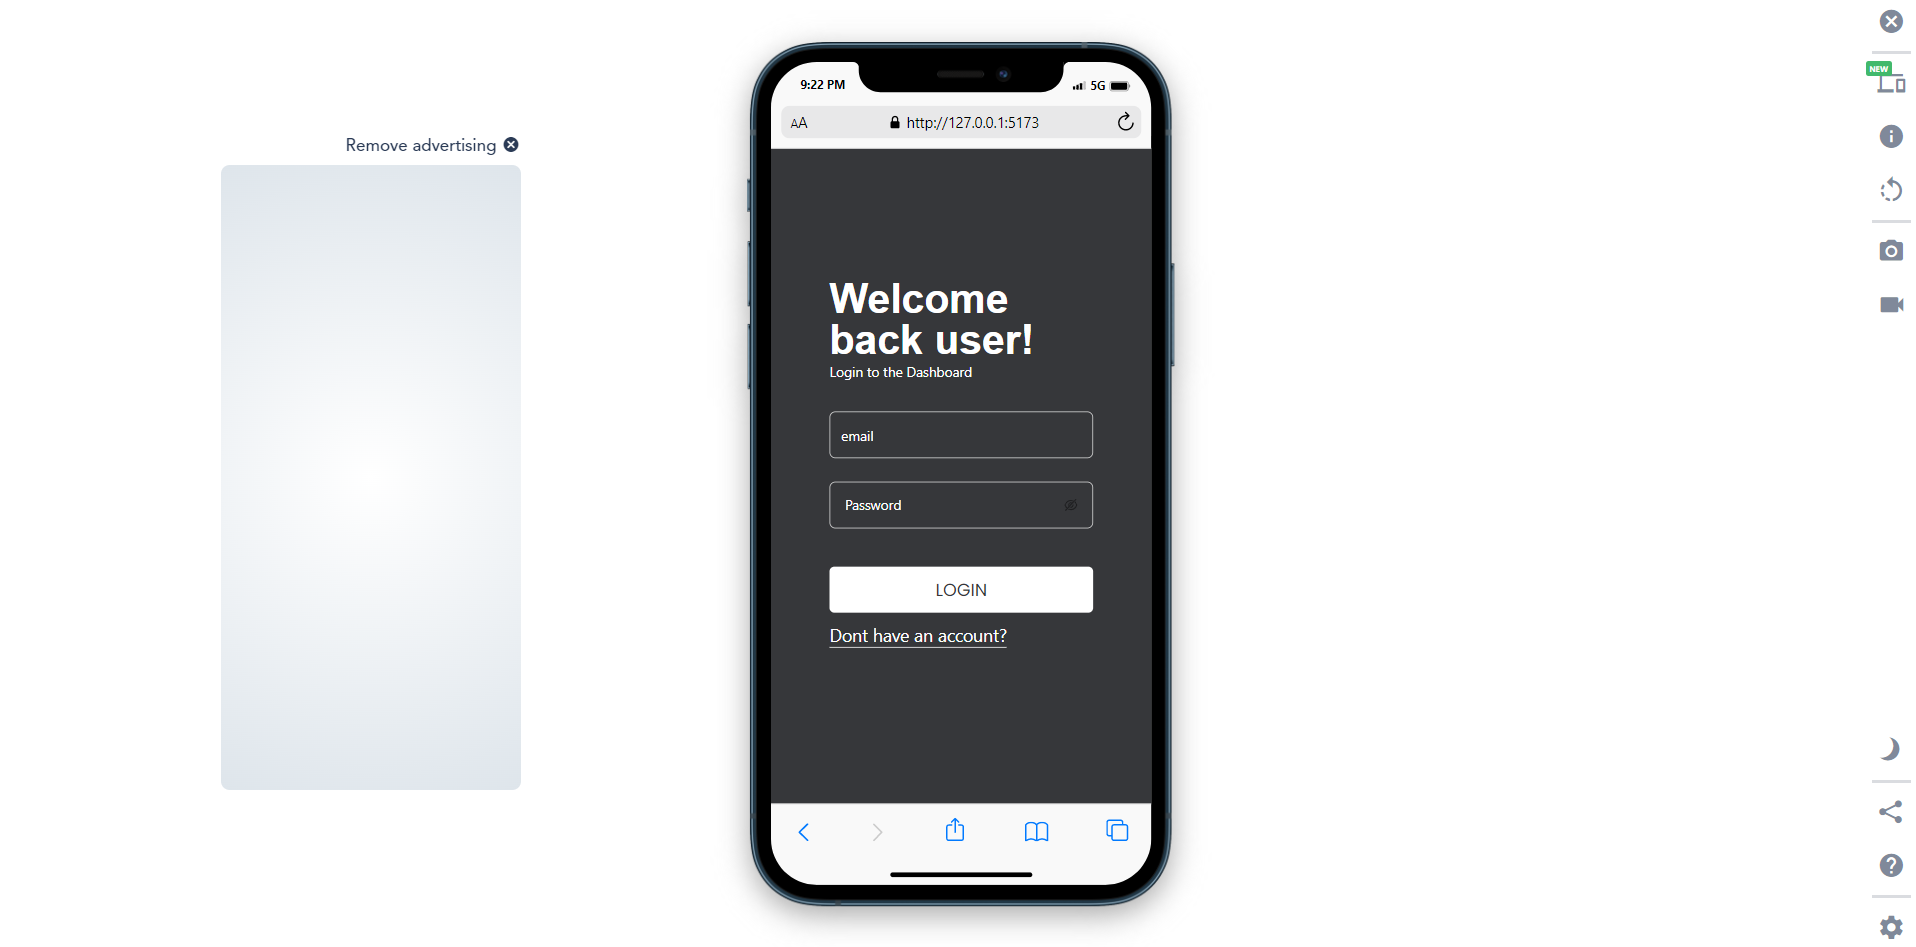 Remove advertising
9:22 PM
5G
AA
http://127.0.0.1:5173
Welcome
back user!
Login to the Dashboard
email
Password
LOGIN
Dont have an account?
NEW